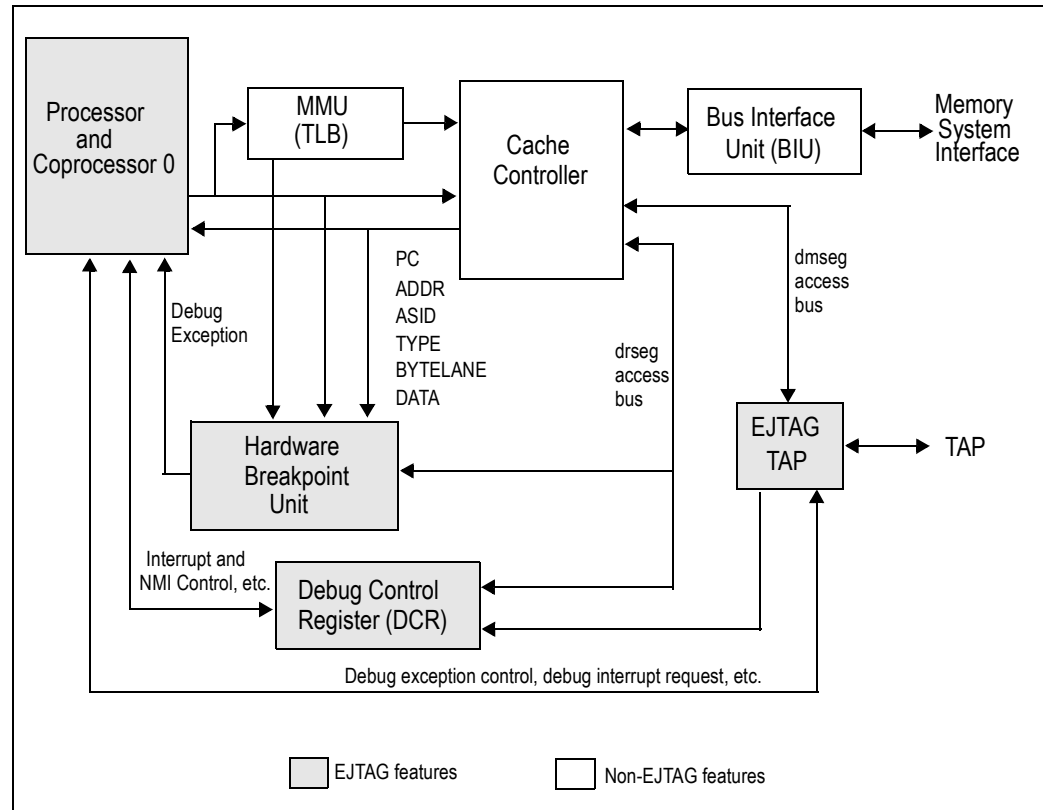 Processor
and
Coprocessor 0
MMU
(TLB)
Cache
Controller
Bus Interface
Unit (BIU)
Memory
System
Interface
PC
ADDR
ASID
TYPE
BYTELANE
DATA
Debug
Exception
drseg
access
bus
dmseg
access
bus
Hardware
Breakpoint
Unit
EJTAG
TAP
TAP
Interrupt and
NMI Control, etc.
Debug Control
Register (DCR)
Debug exception control, debug interrupt request, etc.
EJTAG features
Non-EJTAG features